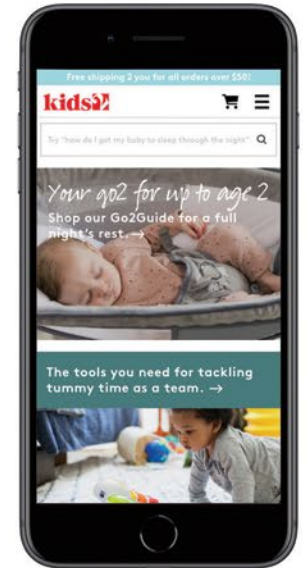 Free shipping 2 you for all orders over $50!
kids2
Try "how do I get my baby to sleep through the night"
Your go2 for up to age 2
Shop our Go2Guide for a full
night's rest. →
The tools you need for tackling
tummy time as a team. →